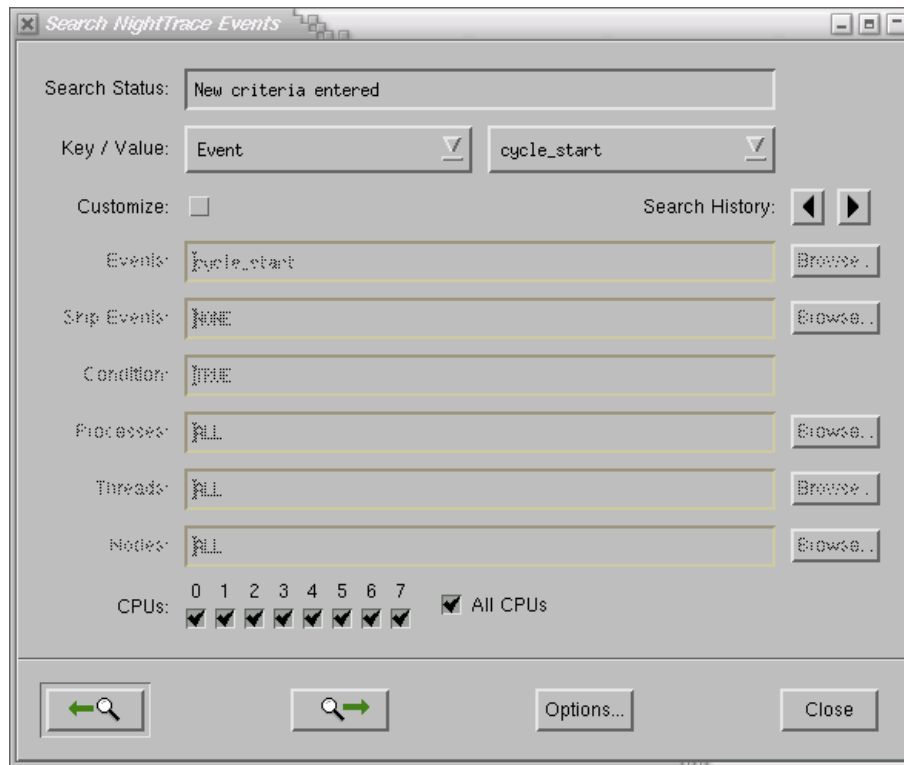 Search NightTrace Events
Search Status: New criteria entered
Key / Value: Event cycle_start
Customize: Search History:
Events: cycle_start Browse..
Skip Events: NONE Browse..
Condition: TRUE
Processes: ALL Browse..
Threads: ALL Browse..
Nodes: ALL Browse..
0 1 2 3 4 5 6 7
CPUs: All CPUs
Options... Close